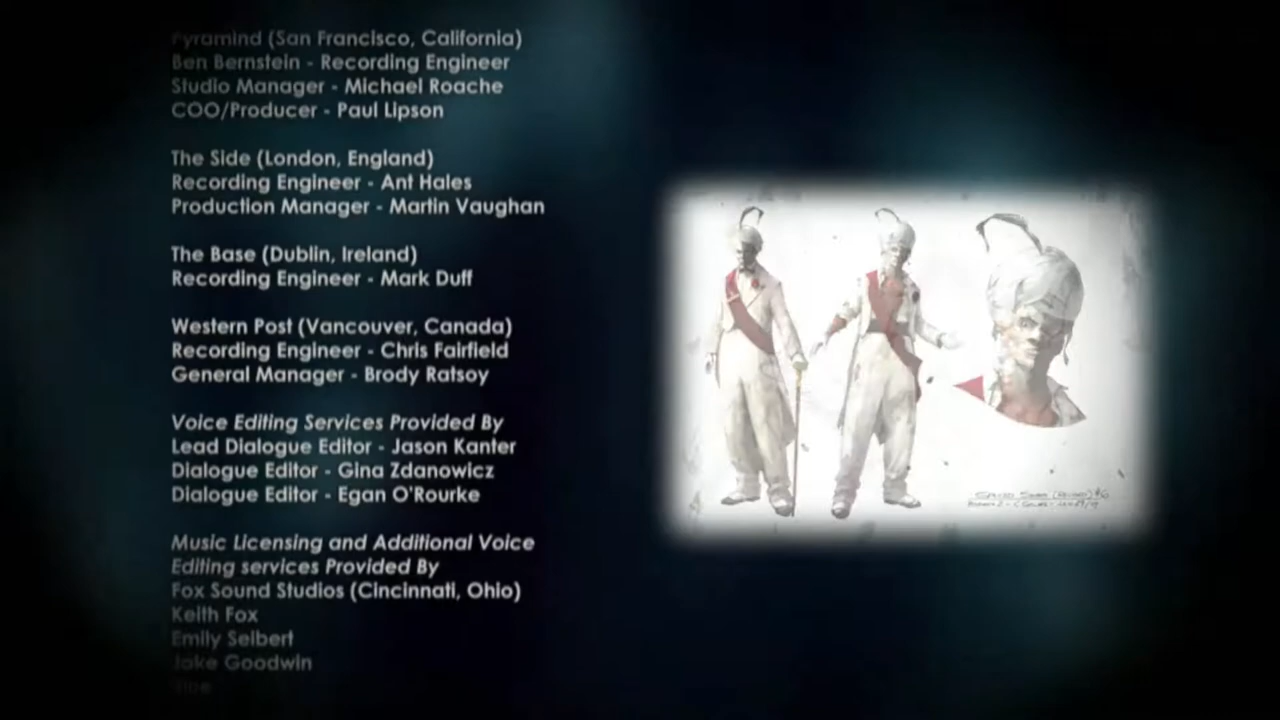 Pyramind (San Francisco, California)
Ben Bernstein - Recording Engineer
Studio Manager - Michael Roache
COO/Producer - Paul Lipson
The Side (London, England)
Recording Engineer - Ant Hales
Production Manager - Martin Vaughan
The Base (Dublin, Ireland)
Recording Engineer - Mark Duff
Western Post (Vancouver, Canada)
Recording Engineer - Chris Fairfield
General Manager - Brody Ratsoy
Voice Editing Services Provided By
Lead Dialogue Editor - Jason Kanter
Dialogue Editor - Gina Zdanowicz
Dialogue Editor - Egan O'Rourke
Music Licensing and Additional Voice
Editing services Provided By
Fox Sound Studios (Cincinnati, Ohio)
Keith Fox
Emily Seibert
Jake Goodwin